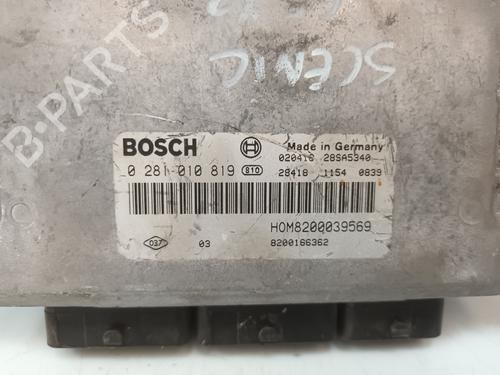 B-PARTS
SCENIC
BOSCH
Made in Germany
020416 28SA5340
0 281 010 819 810
28418 1154 0839
HOM8200039569
037 03 8200166362